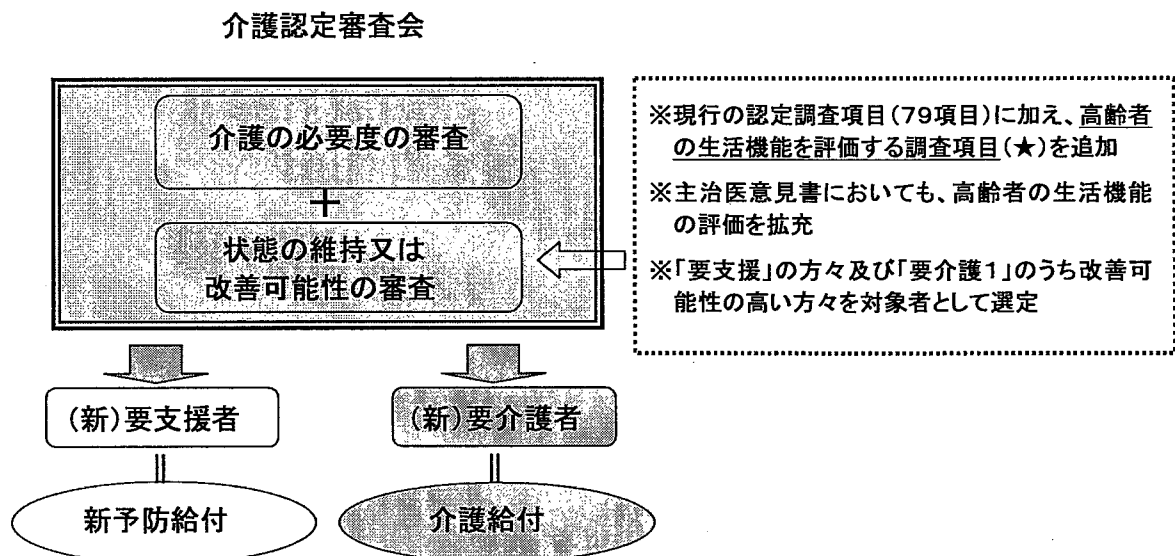 介護認定審査会
介護の必要度の審査
+
状態の維持又は
改善可能性の審査
※現行の認定調査項目(79項目)に加え、高齢者
の生活機能を評価する調査項目(★)を追加
※主治医意見書においても、高齢者の生活機能
の評価を拡充
※「要支援」の方々及び「要介護1」のうち改善可
能性の高い方々を対象者として選定
(新)要支援者
(新)要介護者
新予防給付
介護給付